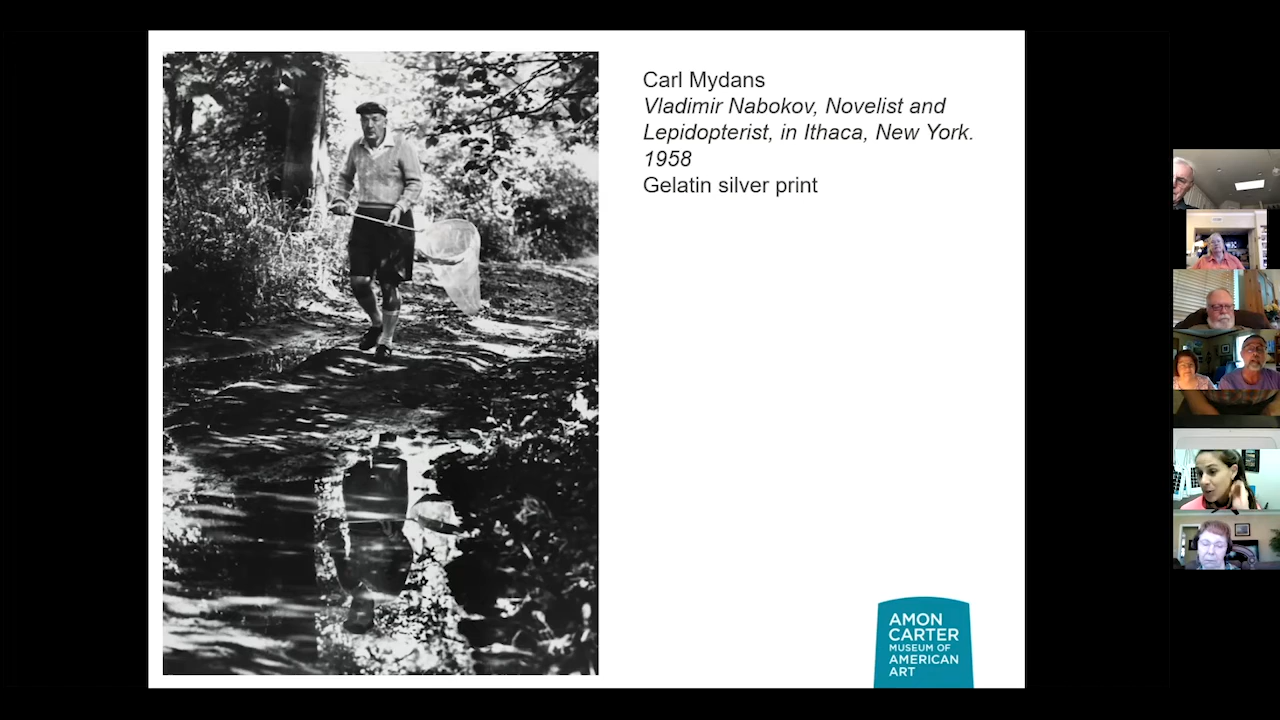 Carl Mydans
Vladimir Nabokov, Novelist and
Lepidopterist, in Ithaca, New York.
1958
Gelatin silver print
AMON
CARTER
MUSEUM OF
AMERICAN
ART